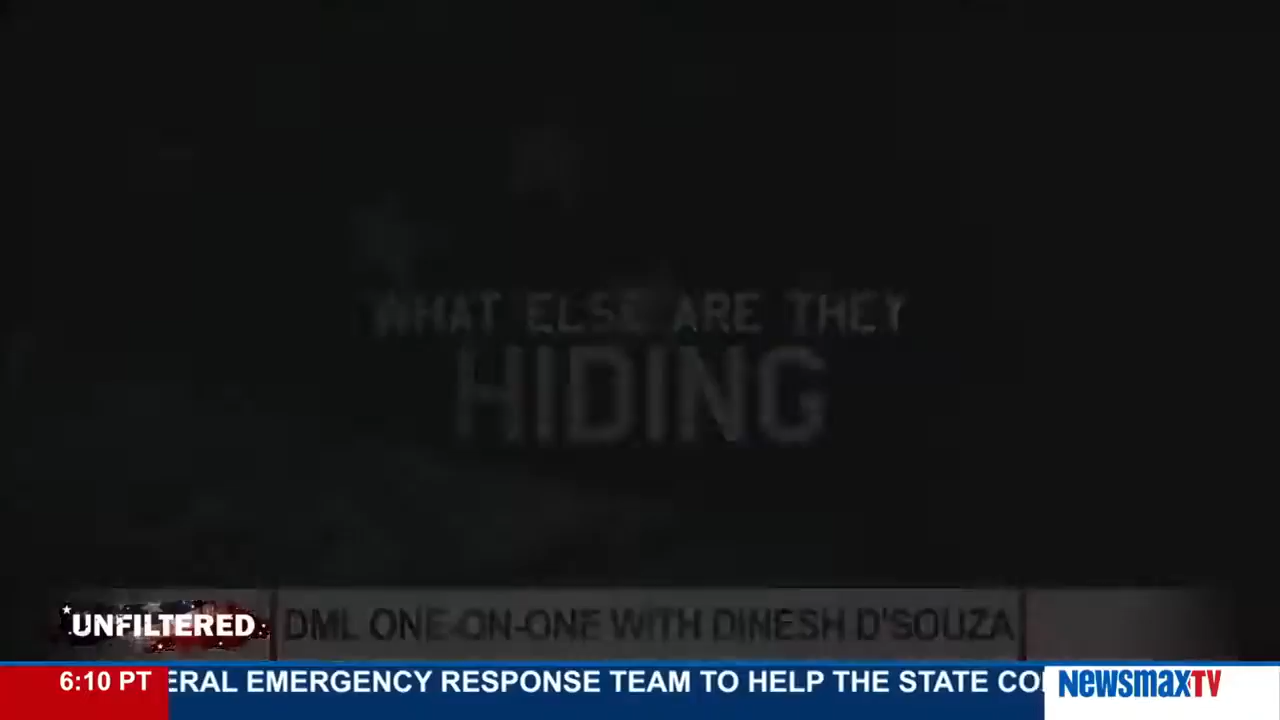 WHAT ELSE ARE THEY
HIDING
UNFILTERED
DML ONE-ON-ONE WITH DINESH D'SOUZA
6:10 PT
ERAL EMERGENCY RESPONSE TEAM TO HELP THE STATE CO
NEWSMAXTV